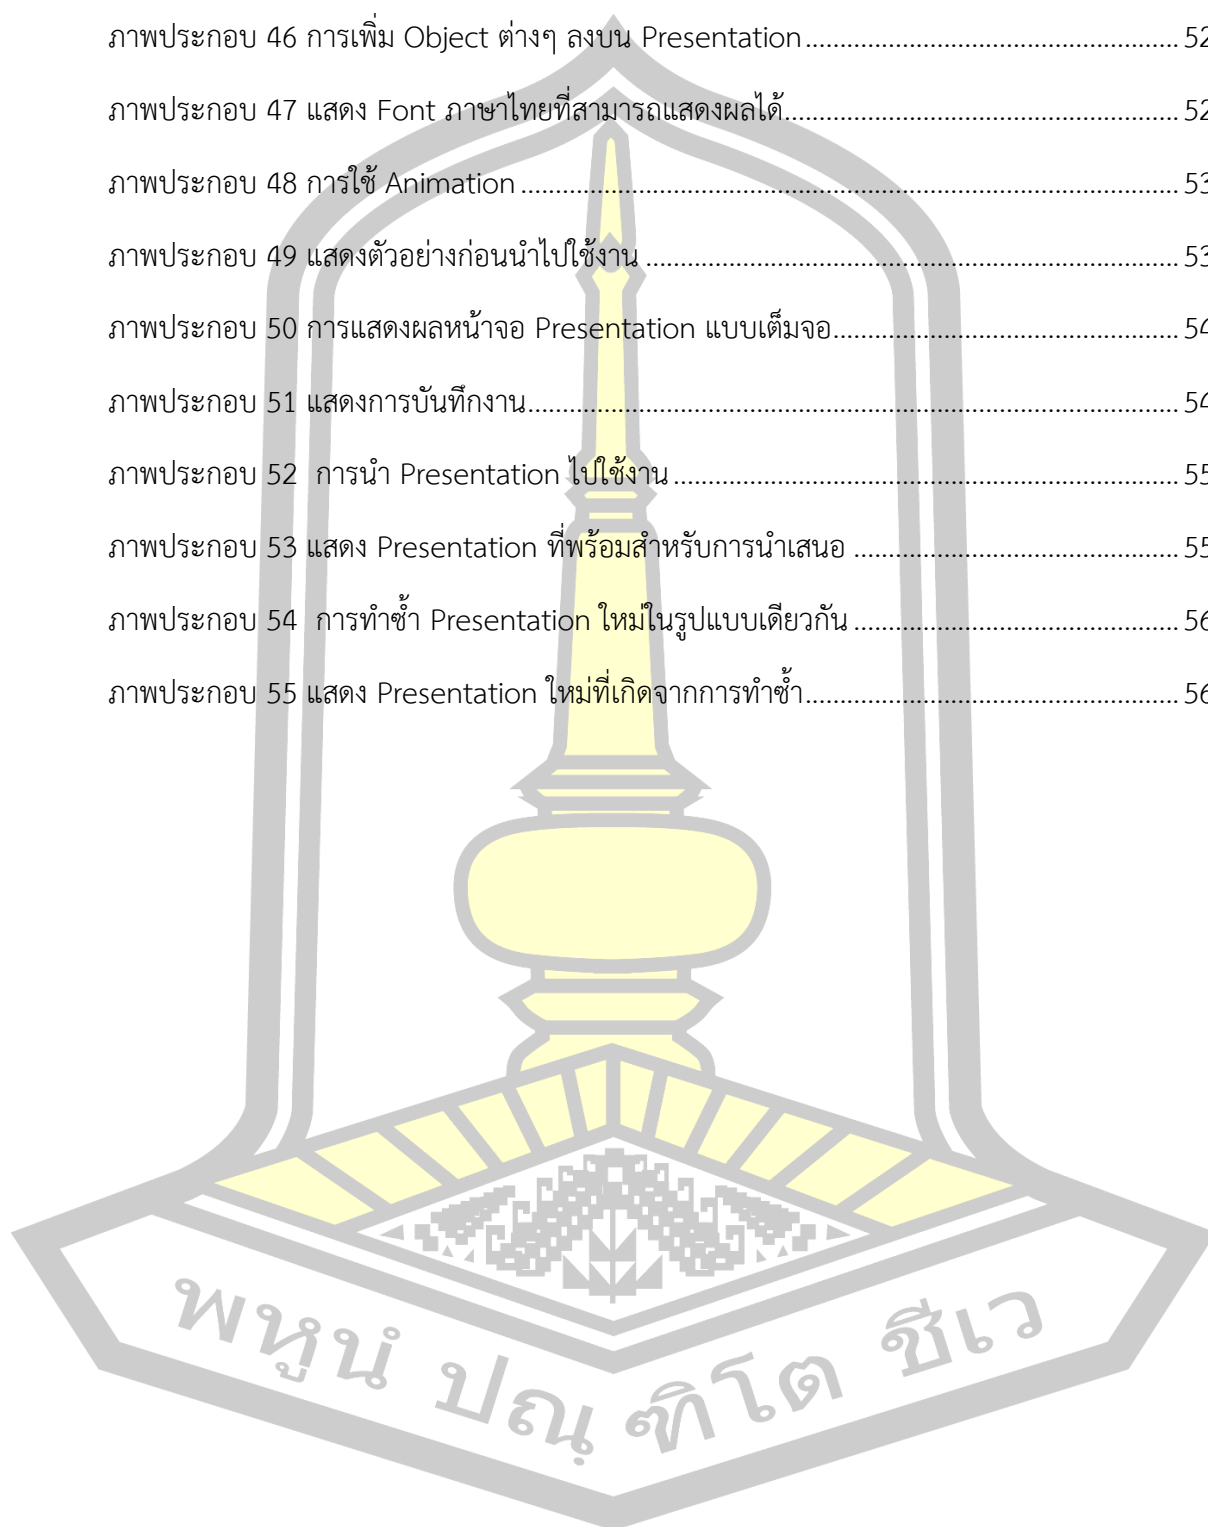 ภาพประกอบ 46 การเพิ่ม Object ต่างๆ ลงบน Presentation.......................................................... 52
ภาพประกอบ 47 แสดง Font ภาษาไทยที่สามารถแสดงผลได้............................................................. 52
ภาพประกอบ 48 การใช้ Animation ...................................................................................................... 53
ภาพประกอบ 49 แสดงตัวอย่างก่อนนำไปใช้งาน .................................................................................. 53
ภาพประกอบ 50 การแสดงผลหน้าจอ Presentation แบบเต็มจอ..................................................... 54
ภาพประกอบ 51 แสดงการบันทึกงาน.................................................................................................... 54
ภาพประกอบ 52  การนำ Presentation ไปใช้งาน .............................................................................. 55
ภาพประกอบ 53 แสดง Presentation ที่พร้อมสำหรับการนำเสนอ .................................................. 55
ภาพประกอบ 54  การทำซ้ำ Presentation ใหม่ในรูปแบบเดียวกัน .................................................. 56
ภาพประกอบ 55 แสดง Presentation ใหม่ที่เกิดจากการทำซ้ำ.......................................................... 56
พหูนํ ปณฺฑิโต ชีเว